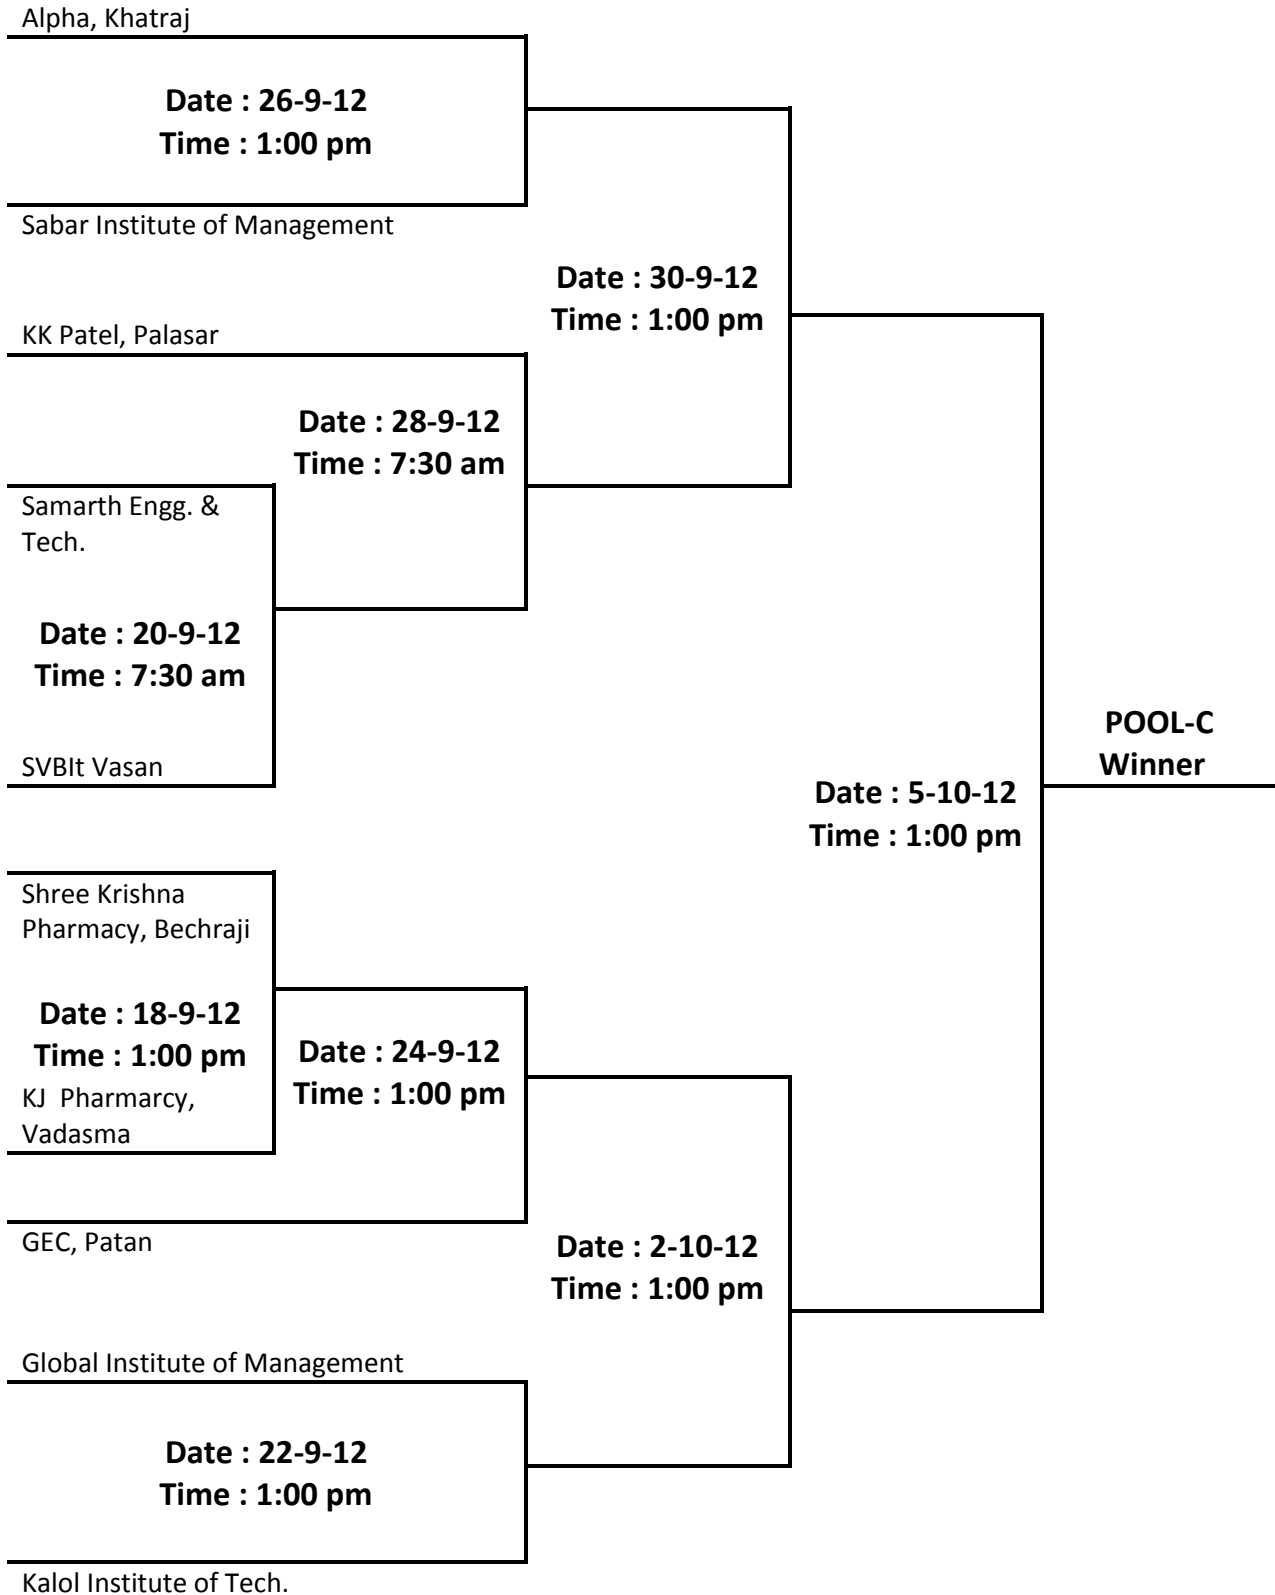 Alpha, Khatraj
Date : 26-9-12
Time : 1:00 pm
Sabar Institute of Management
Date : 30-9-12
Time : 1:00 pm
KK Patel, Palasar
Date : 28-9-12
Time : 7:30 am
Samarth Engg. &
Tech.
Date : 20-9-12
Time : 7:30 am
SVBIt Vasan
POOL-C
Winner
Date : 5-10-12
Time : 1:00 pm
Shree Krishna
Pharmacy, Bechraji
Date : 18-9-12
Time : 1:00 pm
KJ  Pharmarcy,
Vadasma
Date : 24-9-12
Time : 1:00 pm
GEC, Patan
Date : 2-10-12
Time : 1:00 pm
Global Institute of Management
Date : 22-9-12
Time : 1:00 pm
Kalol Institute of Tech.